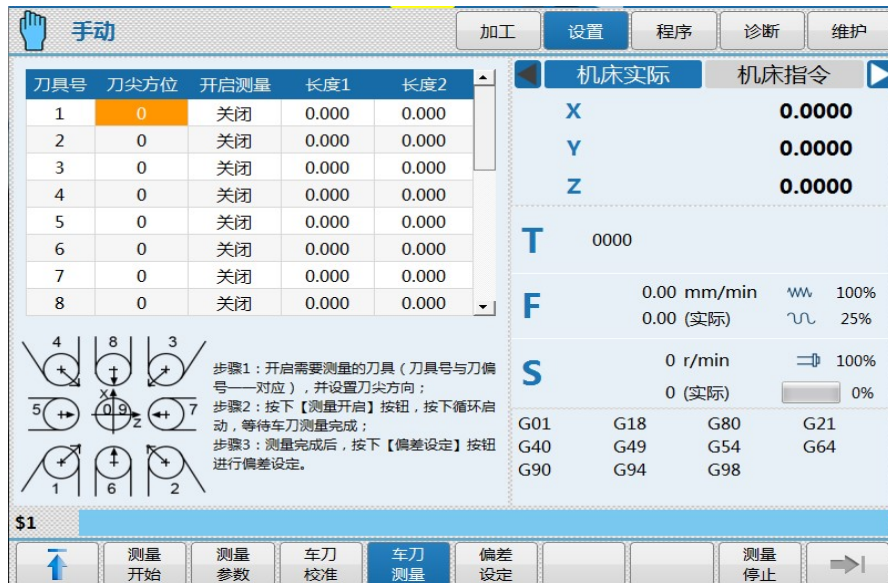 手动 加工 设置 程序 诊断 维护
刀具号 刀尖方位 开启测量 长度1 长度2
1 0 关闭 0.000 0.000
2 0 关闭 0.000 0.000
3 0 关闭 0.000 0.000
4 0 关闭 0.000 0.000
5 0 关闭 0.000 0.000
6 0 关闭 0.000 0.000
7 0 关闭 0.000 0.000
8 0 关闭 0.000 0.000
机床实际 机床指令
X 0.0000
Y 0.0000
Z 0.0000
T 0000
F 0.00 mm/min 100%
0.00 (实际) 25%
S 0 r/min 100%
0 (实际) 0%
4 8 3
X
5 0 9 Z 7
1 6 2
步骤1：开启需要测量的刀具（刀具号与刀偏
号一一对应），并设置刀尖方向；
步骤2：按下【测量开启】按钮，按下循环启
动，等待车刀测量完成；
步骤3：测量完成后，按下【偏差设定】按钮
进行偏差设定。
G01 G18 G80 G21
G40 G49 G54 G64
G90 G94 G98
$1
测量 测量 车刀 车刀 偏差 测量
开始 参数 校准 测量 设定 停止